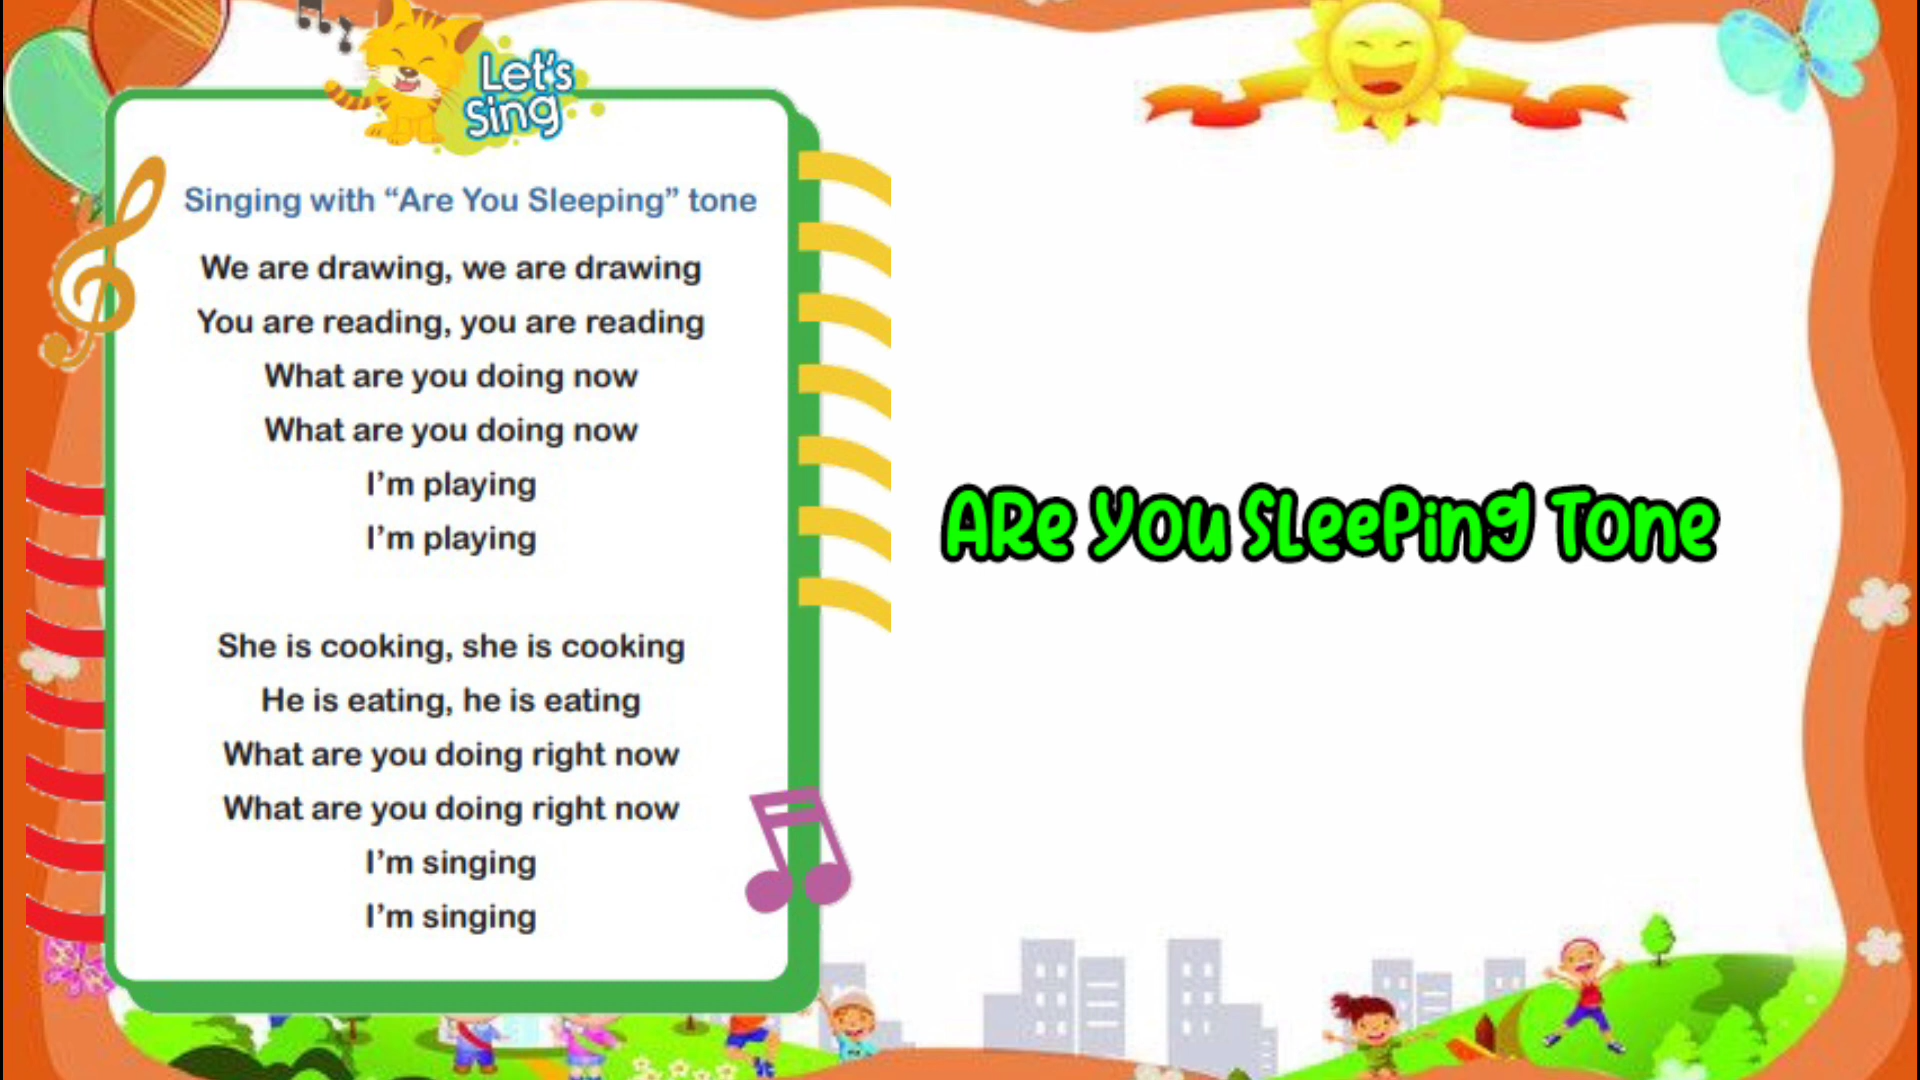 Let's
Sing
Singing with “Are You Sleeping” tone
We are drawing, we are drawing
You are reading, you are reading
What are you doing now
What are you doing now
I’m playing
I’m playing
She is cooking, she is cooking
He is eating, he is eating
What are you doing right now
What are you doing right now
I’m singing
I’m singing
ARe You SLeePing Tone